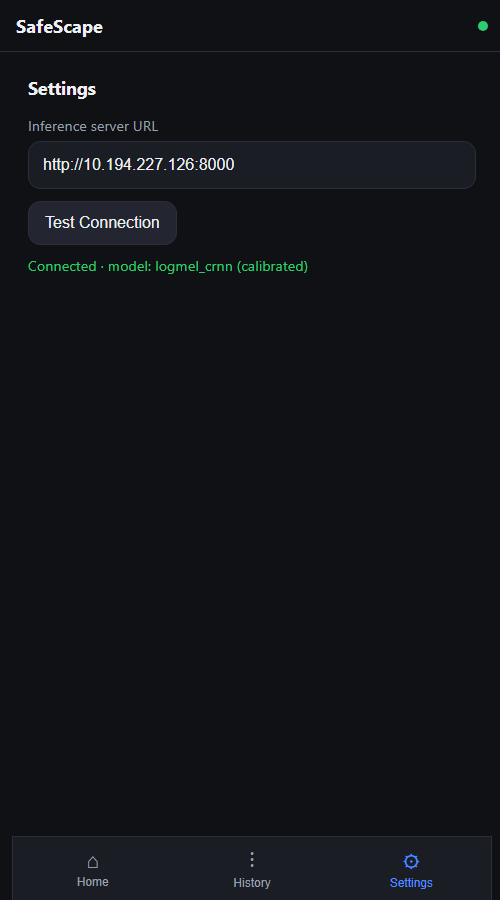 SafeScape
Settings
Inference server URL
http://10.194.227.126:8000
Test Connection
Connected · model: logmel_crnn (calibrated)
Home
History
Settings